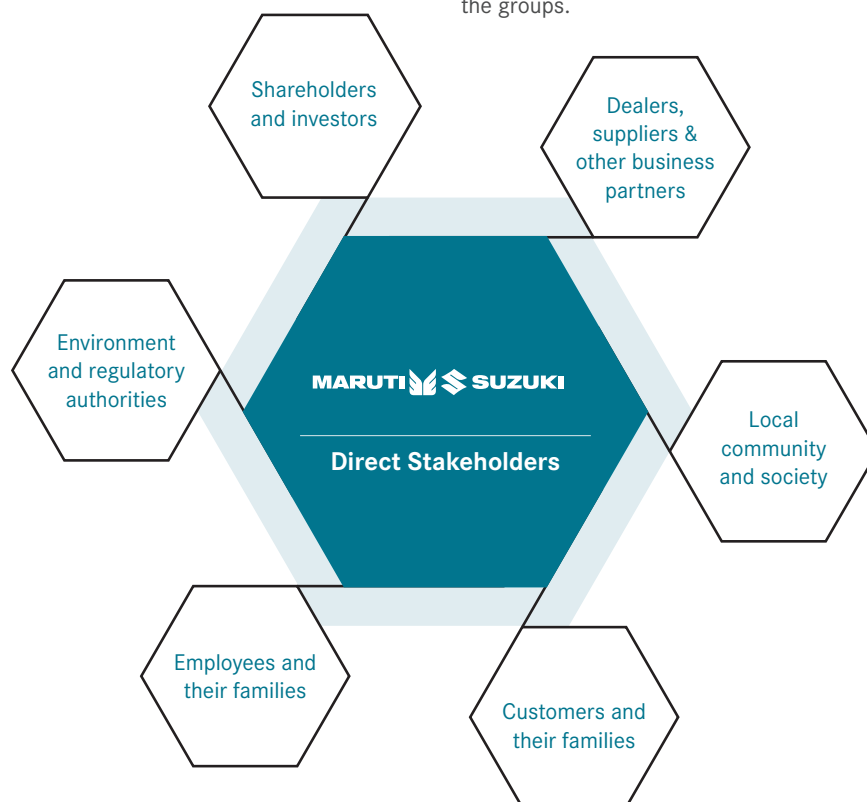 the groups.
Shareholders
and investors
Dealers,
suppliers &
other business
partners
Environment
and regulatory
authorities
MARUTI SUZUKI
Direct Stakeholders
Local
community
and society
Employees and
their families
Customers and
their families